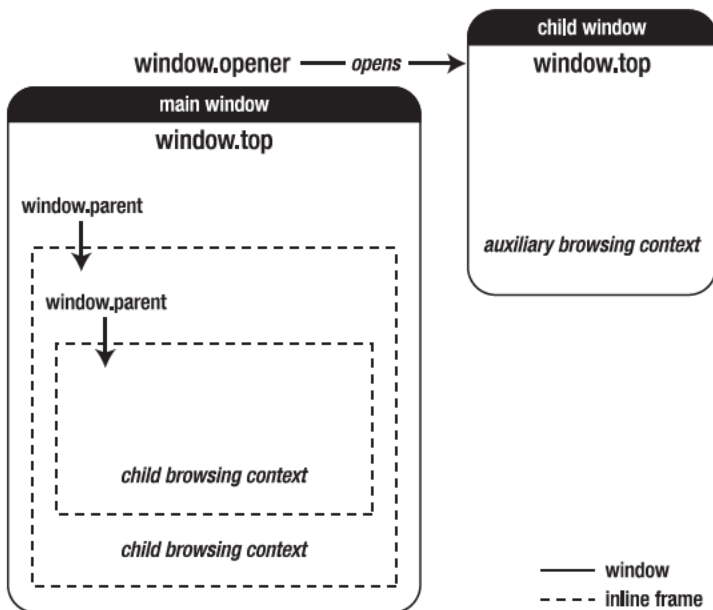 child window
window.opener opens window.top
main window
window.top
window.parent
auxiliary browsing context
window.parent
child browsing context
child browsing context
window
inline frame